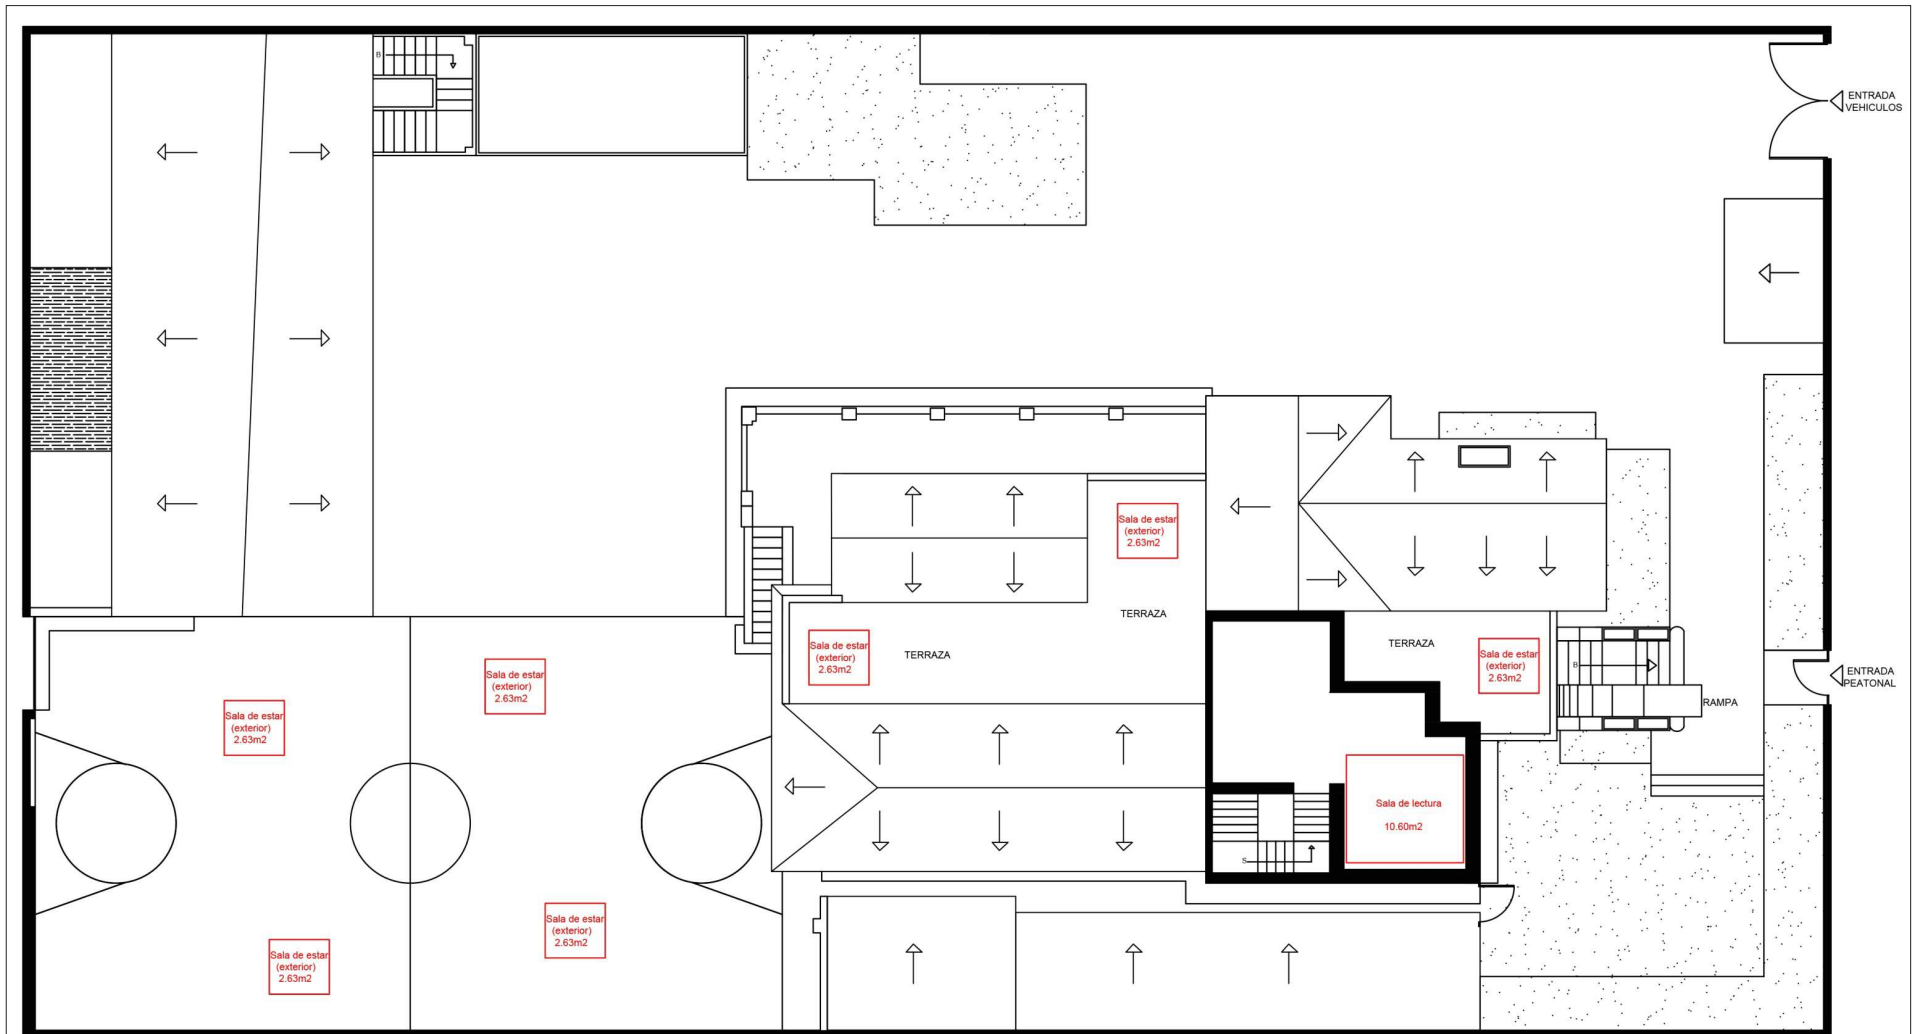 B
ENTRADA
VEHICULOS
Sala de estar
(exterior)
2.63m2
TERRAZA
Sala de estar
(exterior)
2.63m2
TERRAZA
TERRAZA
Sala de estar
(exterior)
2.63m2
B
ENTRADA
PEATONAL
RAMPA
Sala de estar
(exterior)
2.63m2
Sala de estar
(exterior)
2.63m2
Sala de lectura
10.60m2
S
Sala de estar
(exterior)
2.63m2
Sala de estar
(exterior)
2.63m2